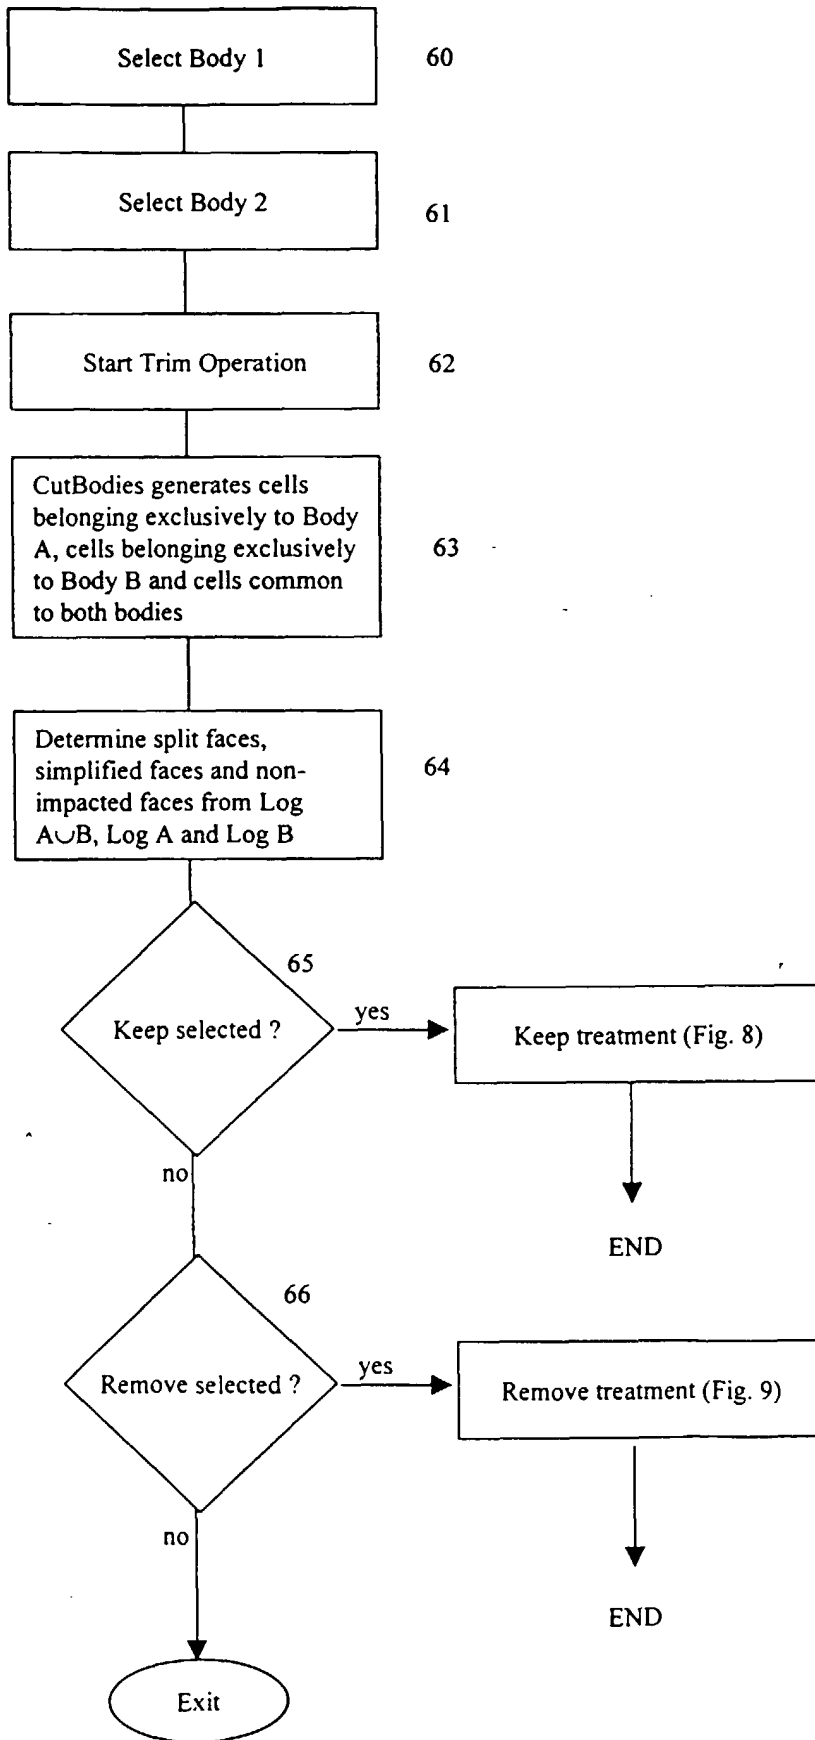 Select Body 1
60
Select Body 2
61
Start Trim Operation
62
CutBodies generates cells
belonging exclusively to Body
A, cells belonging exclusively
to Body B and cells common
to both bodies
63
Determine split faces,
simplified faces and non-
impacted faces from Log
A∪B, Log A and Log B
64
65
Keep selected ?
yes
Keep treatment (Fig. 8)
no
END
66
Remove selected ?
yes
Remove treatment (Fig. 9)
no
END
Exit